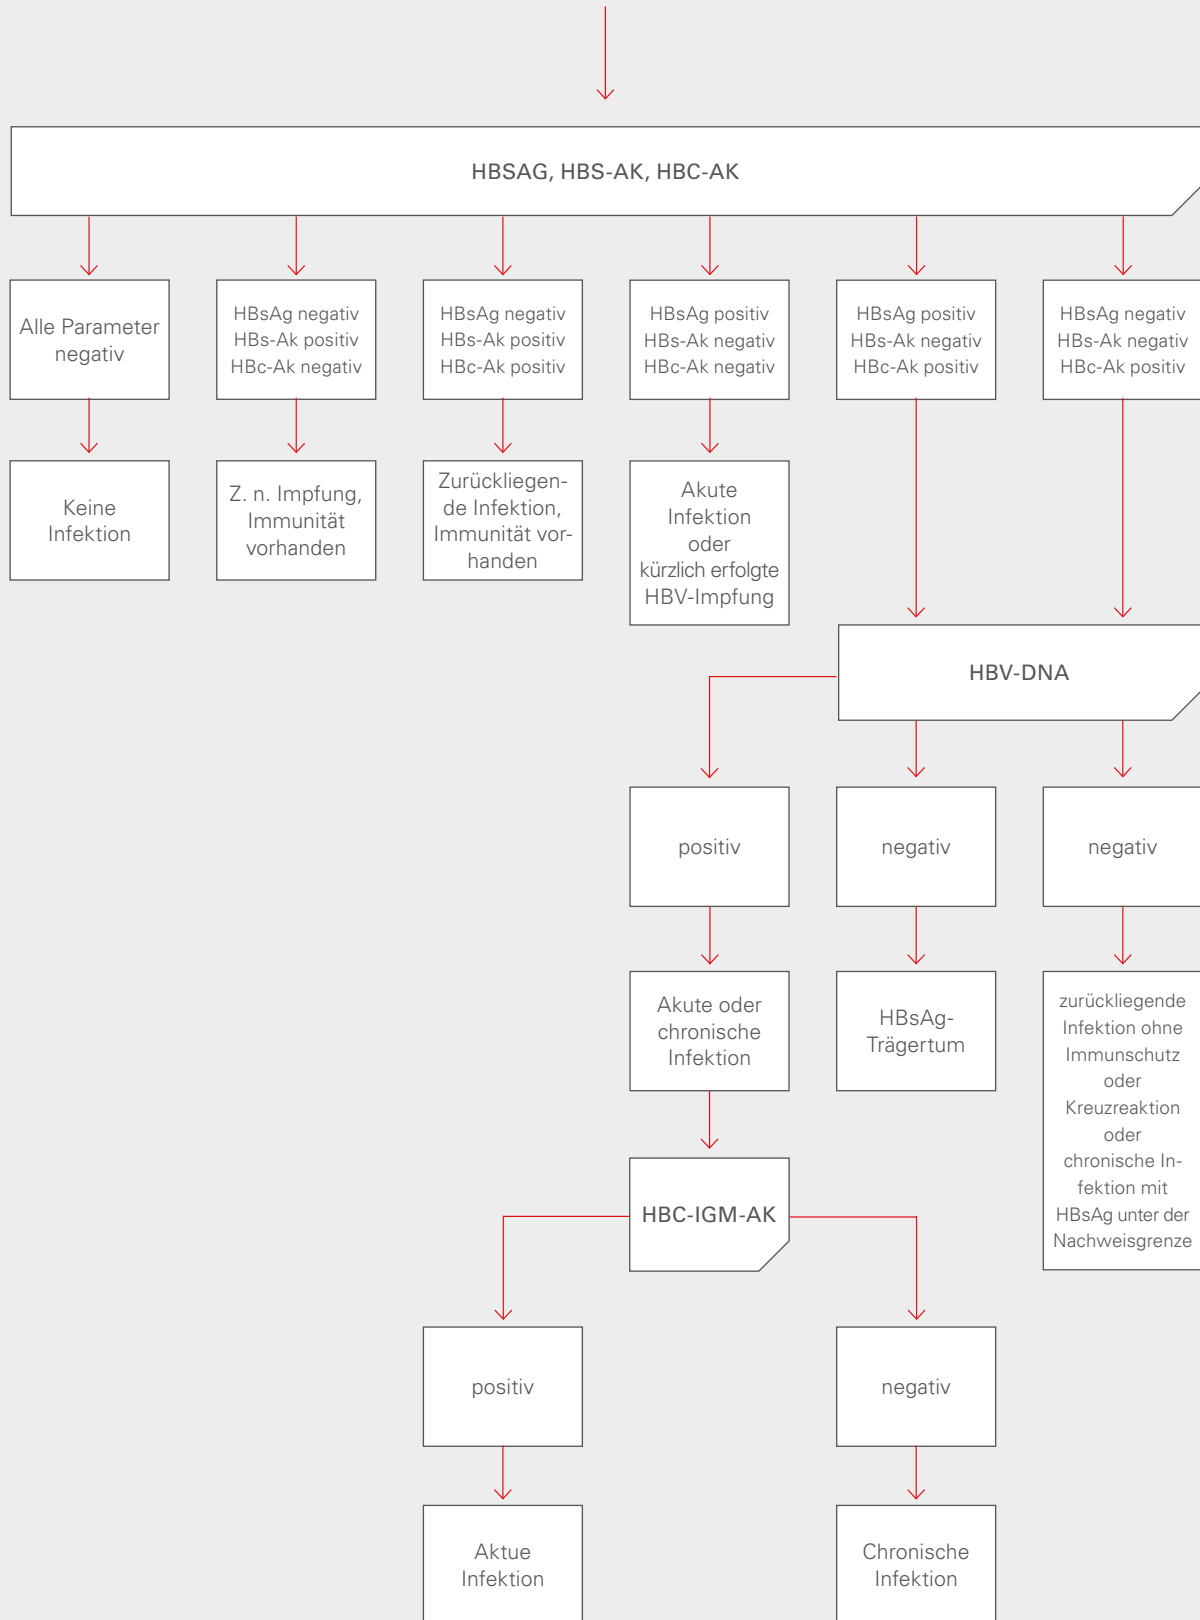 HBSAG, HBS-AK, HBC-AK
Alle Parameter
negativ
HBsAg negativ
HBs-Ak positiv
HBc-Ak negativ
HBsAg negativ
HBs-Ak positiv
HBc-Ak positiv
HBsAg positiv
HBs-Ak negativ
HBc-Ak negativ
HBsAg positiv
HBs-Ak negativ
HBc-Ak positiv
HBsAg negativ
HBs-Ak negativ
HBc-Ak positiv
Keine
Infektion
Z. n. Impfung,
Immunität
vorhanden
Zurückliegen-
de Infektion,
Immunität vor-
handen
Akute
Infektion
oder
kürzlich erfolgte
HBV-Impfung
HBV-DNA
positiv
negativ
negativ
Akute oder
chronische
Infektion
HBsAg-
Trägertum
zurückliegende
Infektion ohne
Immunschutz
oder
Kreuzreaktion
oder
chronische In-
fektion mit
HBsAg unter der
Nachweisgrenze
HBC-IGM-AK
positiv
negativ
Aktue
Infektion
Chronische
Infektion